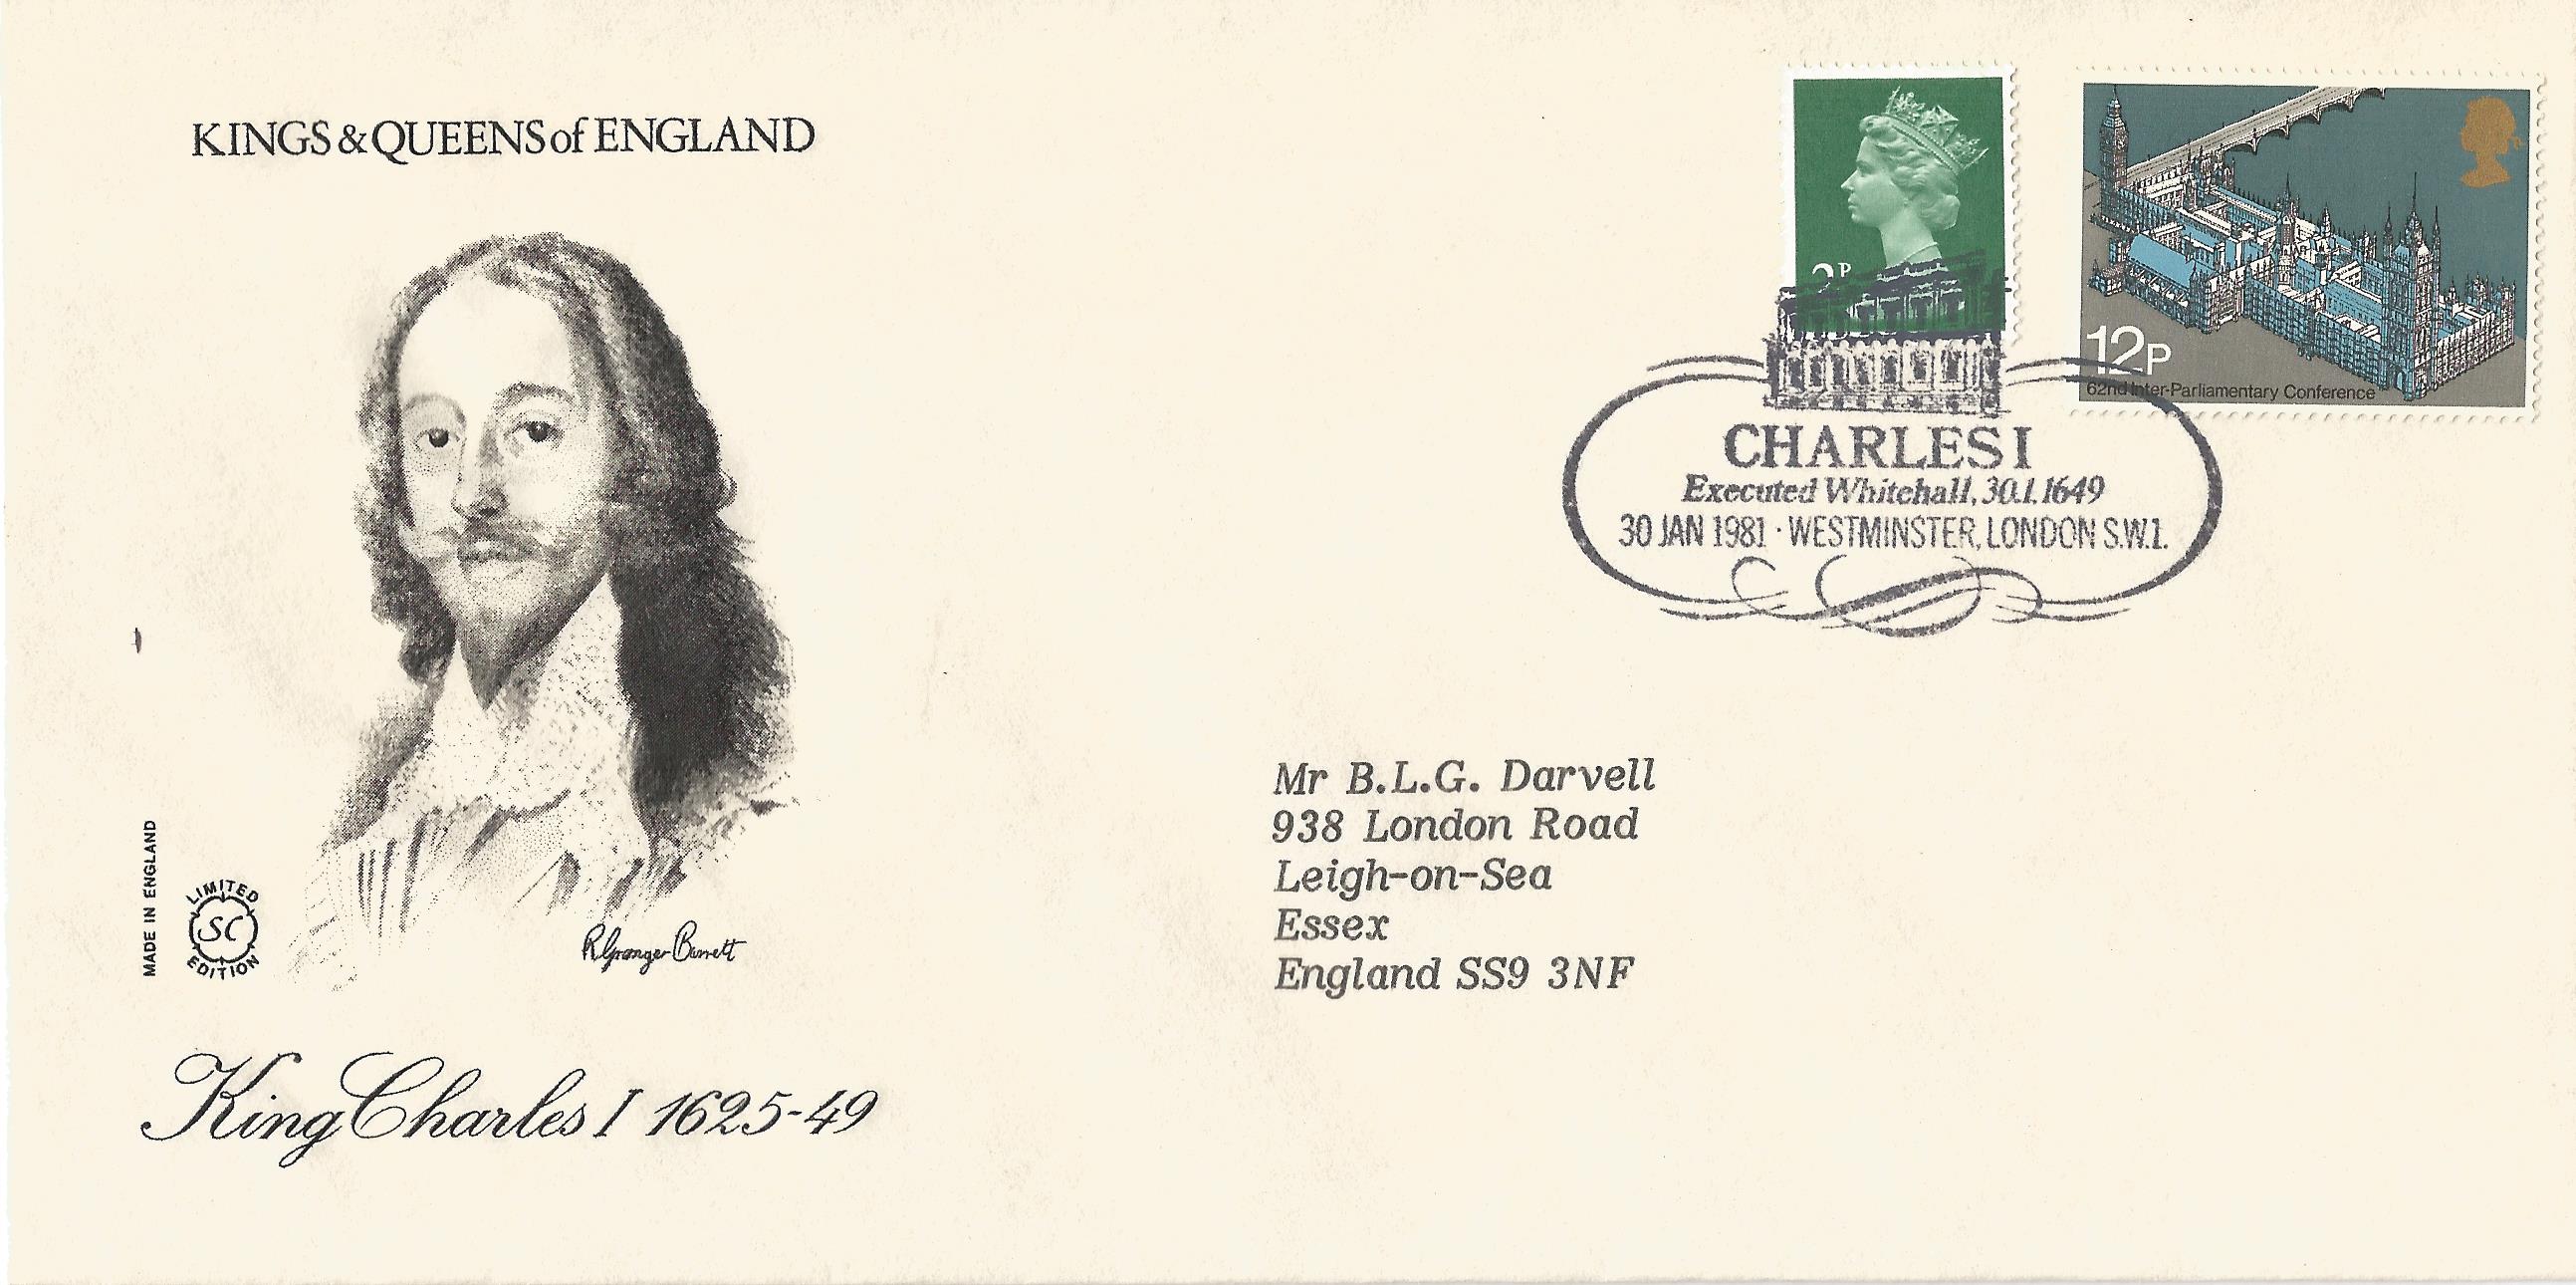 KINGS & QUEENS of ENGLAND
2P
12P
62nd Inter-Parliamentary Conference
CHARLES I
Executed Whitehall, 30.1.1649
30 JAN 1981 · WESTMINSTER, LONDON S.W.1.
Mr B.L.G. Darvell
938 London Road
Leigh-on-Sea
Essex
England SS9 3NF
MADE IN ENGLAND
LIMITED
SC
EDITION
R Granger Barrett
King Charles I 1625-49